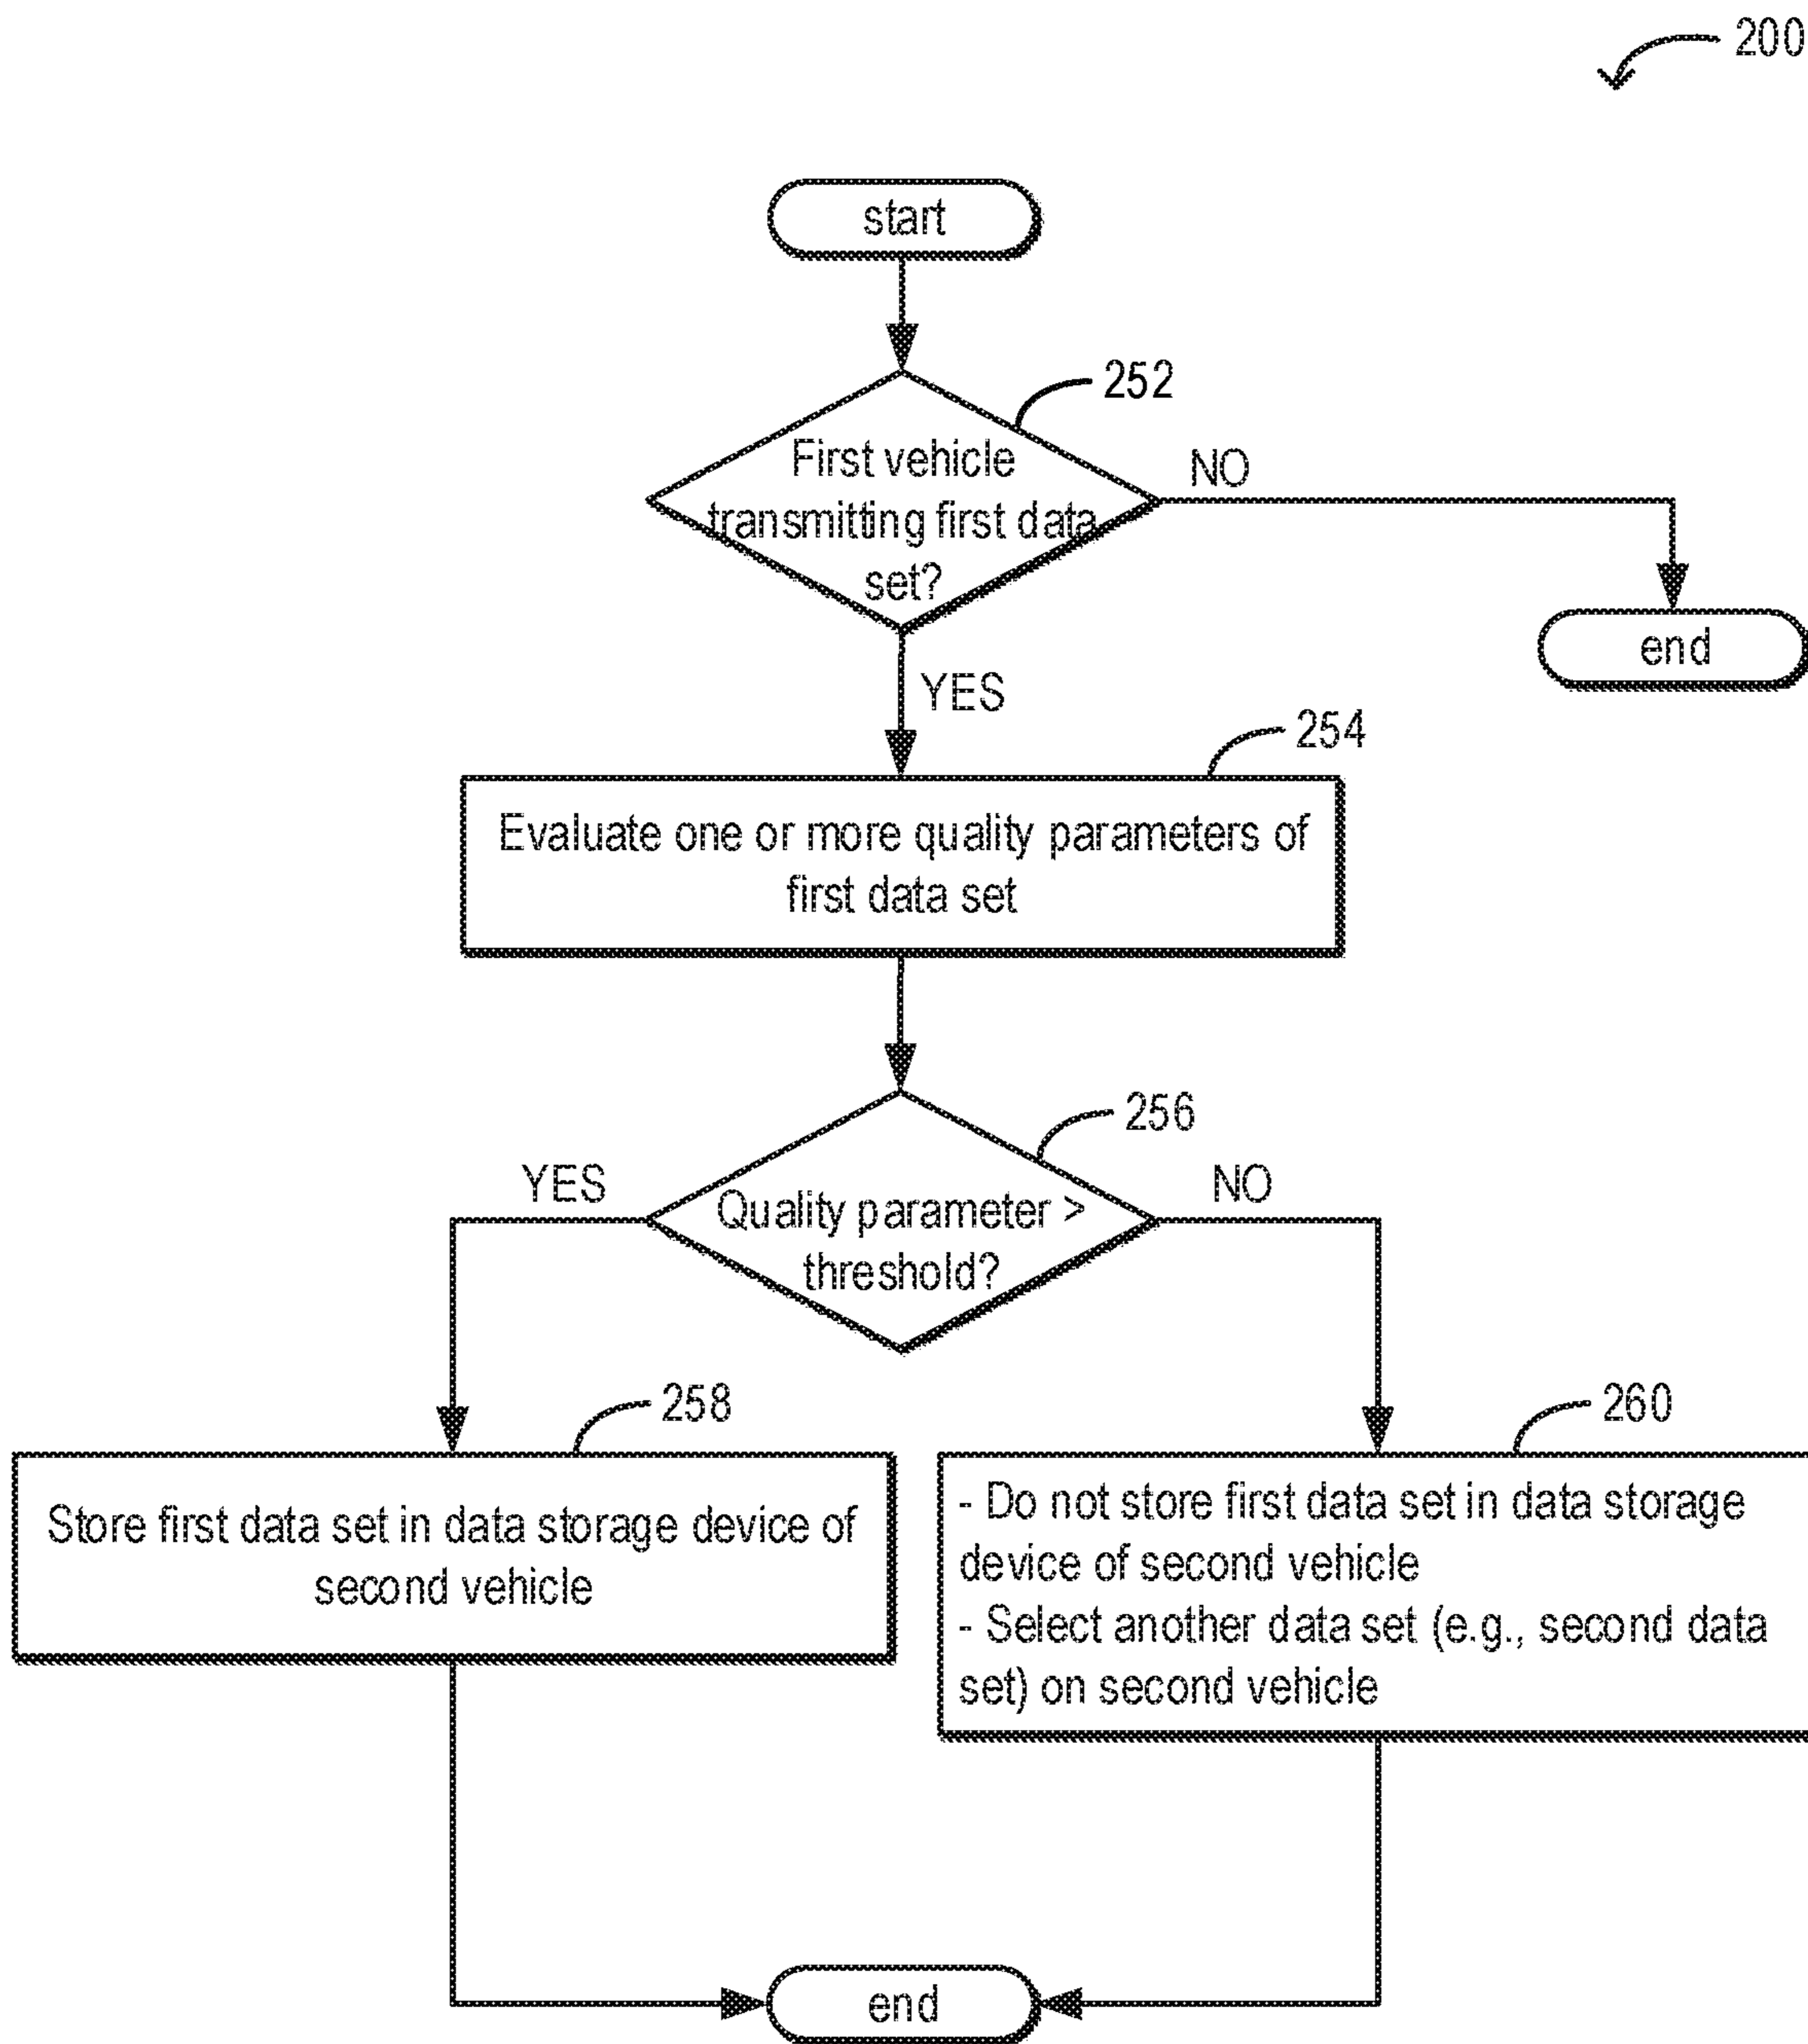 200
start
252
First vehicle
transmitting first data
set?
NO
end
YES
254
Evaluate one or more quality parameters of
first data set
256
YES
Quality parameter >
threshold?
NO
258
Store first data set in data storage device of
second vehicle
260
- Do not store first data set in data storage
device of second vehicle
- Select another data set (e.g., second data
set) on second vehicle
end